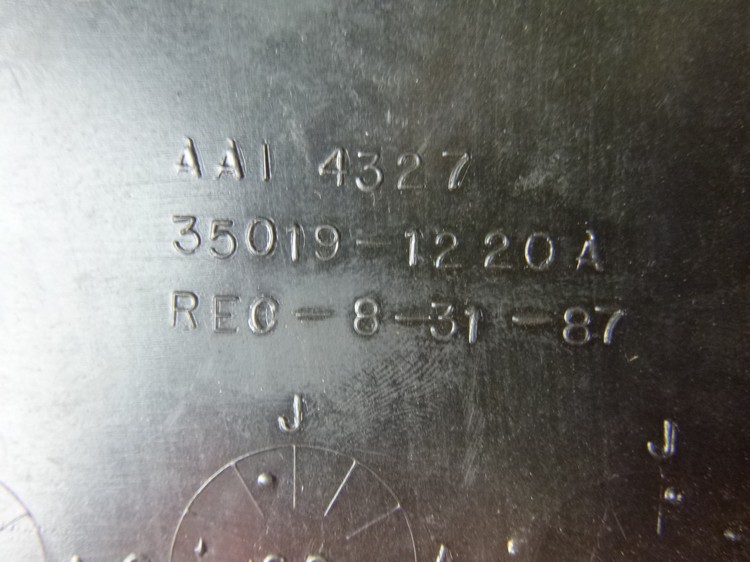 AAI 4327
35019-1220A
REC-8-31-87
J
J